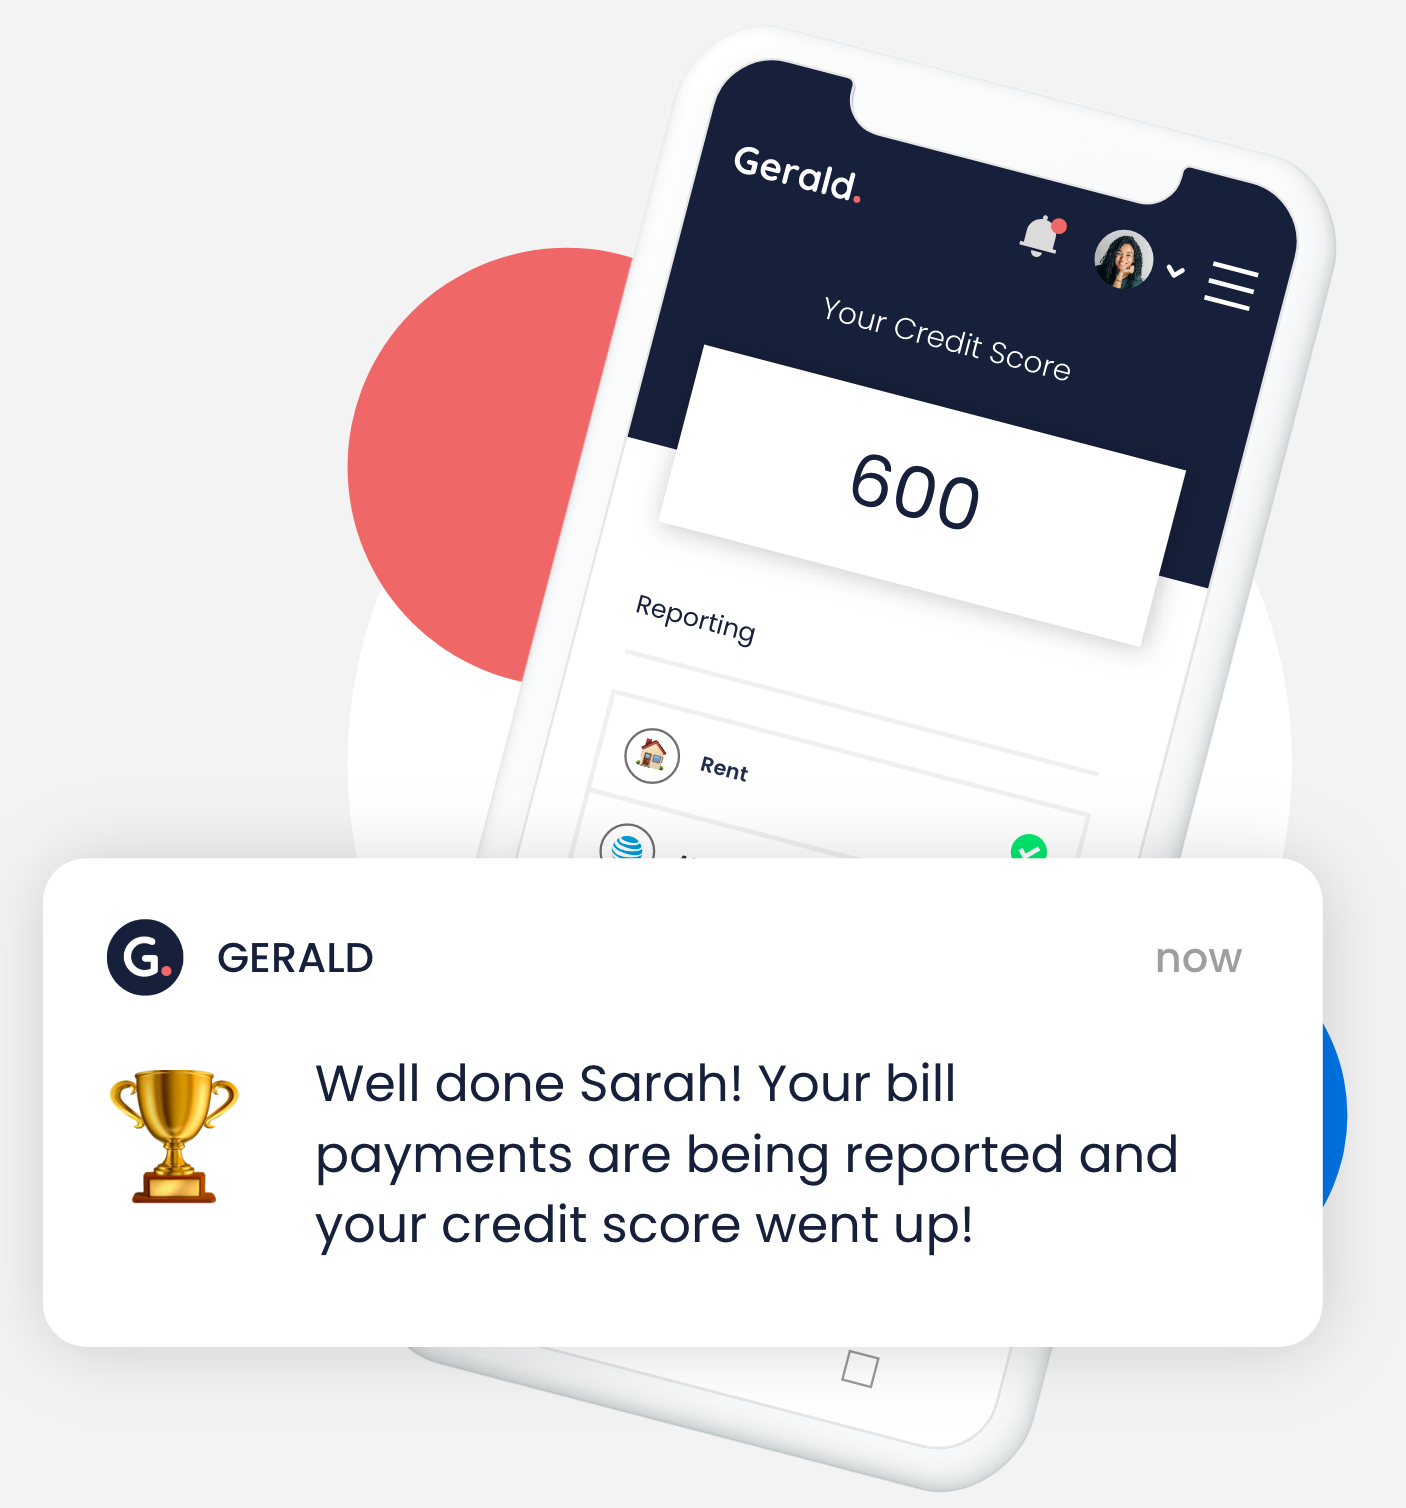 Gerald.
Your Credit Score
600
Reporting
Rent
G.
GERALD
now
Well done Sarah! Your bill
payments are being reported and
your credit score went up!